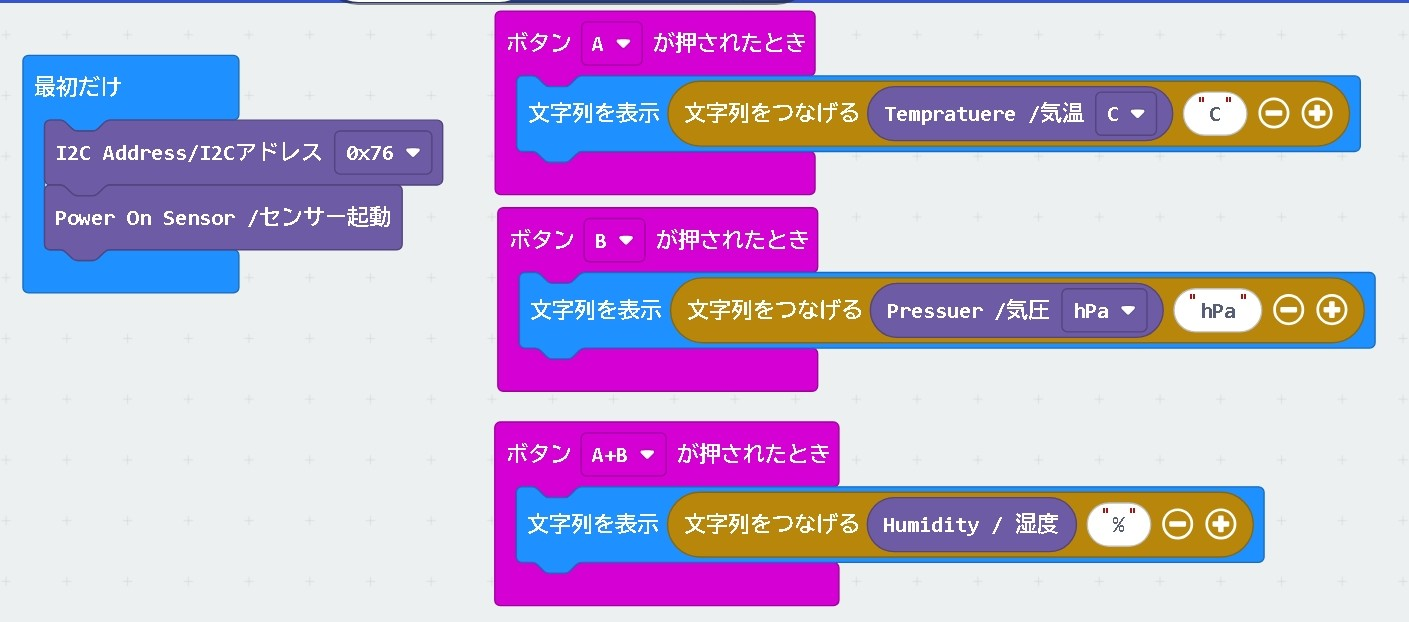 最初だけ
I2C Address/I2Cアドレス 0x76
Power On Sensor /センサー起動
ボタン A が押されたとき
文字列を表示 文字列をつなげる Tempratuere /気温 C "C"
ボタン B が押されたとき
文字列を表示 文字列をつなげる Pressuer /気圧 hPa "hPa"
ボタン A+B が押されたとき
文字列を表示 文字列をつなげる Humidity / 湿度 "%"